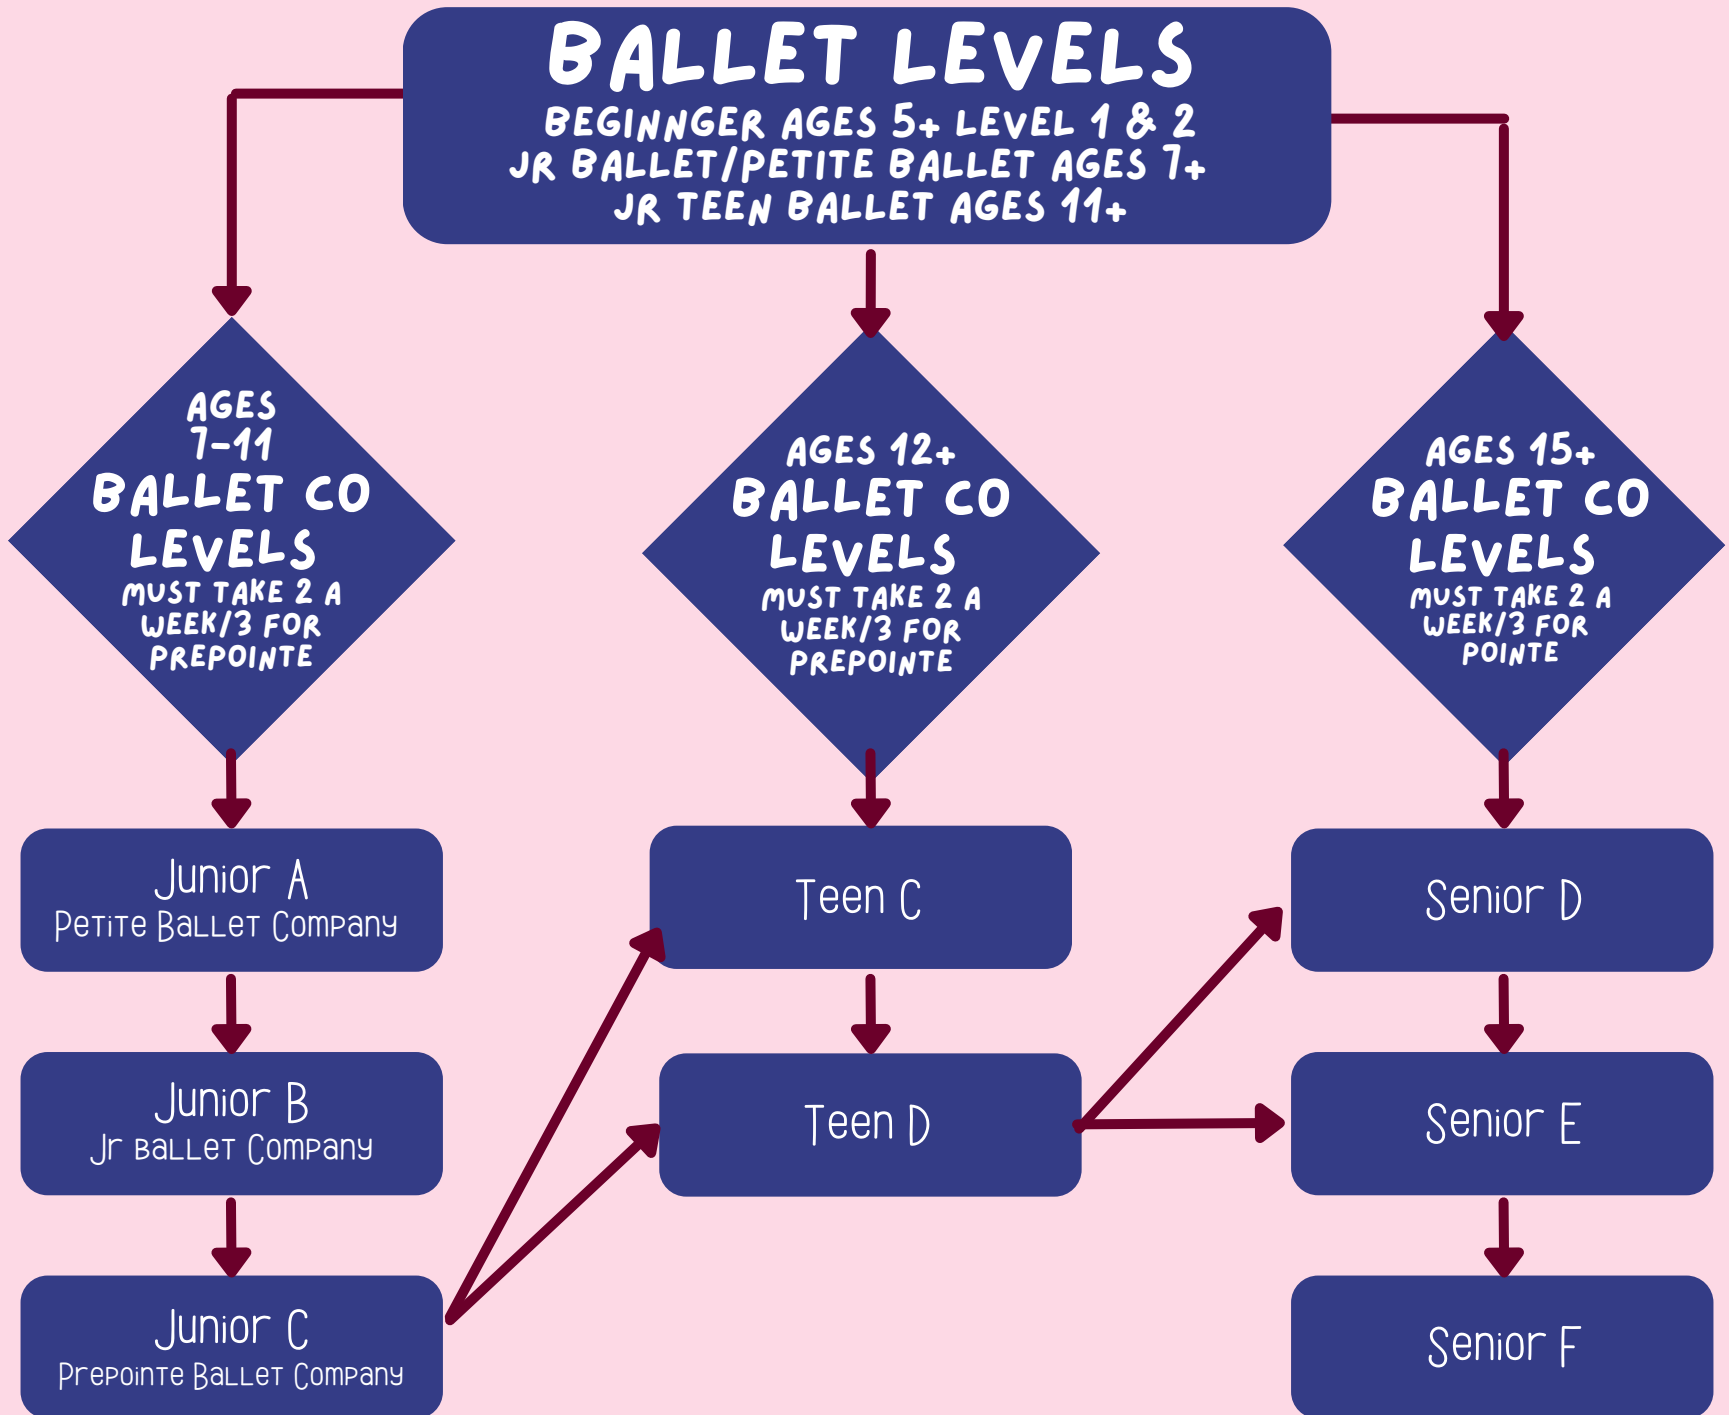 BALLET LEVELS
BEGINNGER AGES 5+ LEVEL 1 & 2
JR BALLET/PETITE BALLET AGES 7+
JR TEEN BALLET AGES 11+
AGES
7-11
BALLET CO
LEVELS
MUST TAKE 2 A
WEEK/3 FOR
PREPOINTE
AGES 12+
BALLET CO
LEVELS
MUST TAKE 2 A
WEEK/3 FOR
PREPOINTE
AGES 15+
BALLET CO
LEVELS
MUST TAKE 2 A
WEEK/3 FOR
POINTE
Junior A
Petite Ballet Company
Junior B
Jr Ballet Company
Junior C
Prepointe Ballet Company
Teen C
Teen D
Senior D
Senior E
Senior F